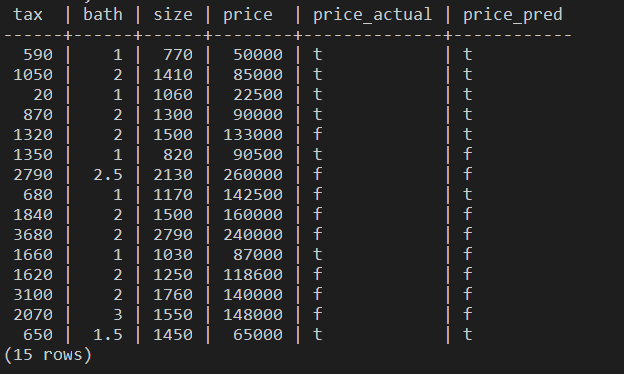 tax | bath | size | price | price_actual | price_pred
------+------+------+--------+--------------+------------
590 | 1 | 770 | 50000 | t | t
1050 | 2 | 1410 | 85000 | t | t
20 | 1 | 1060 | 22500 | t | t
870 | 2 | 1300 | 90000 | t | t
1320 | 2 | 1500 | 133000 | f | t
1350 | 1 | 820 | 90500 | t | f
2790 | 2.5 | 2130 | 260000 | f | f
680 | 1 | 1170 | 142500 | f | t
1840 | 2 | 1500 | 160000 | f | f
3680 | 2 | 2790 | 240000 | f | f
1660 | 1 | 1030 | 87000 | t | f
1620 | 2 | 1250 | 118600 | f | f
3100 | 2 | 1760 | 140000 | f | f
2070 | 3 | 1550 | 148000 | f | f
650 | 1.5 | 1450 | 65000 | t | t
(15 rows)